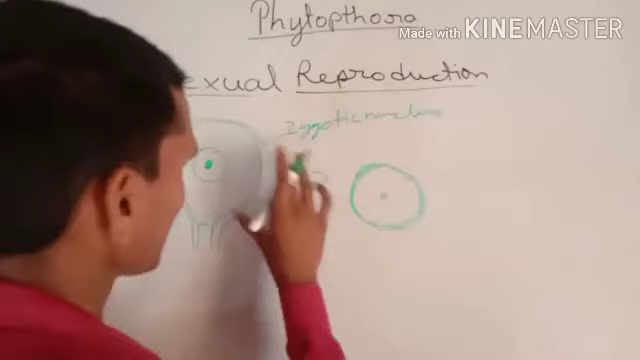 Phytopthora
Made with KINEMASTER
exual Reproduction
Zygotic nucleus